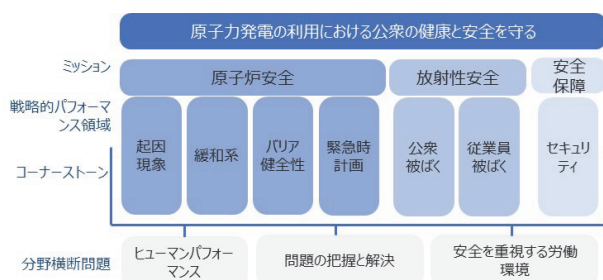 原子力発電の利用における公衆の健康と安全を守る
ミッション
原子炉安全
放射性安全
安全
保障
戦略的パフォーマ
ンス領域
起因
現象
緩和系
バリア
健全性
緊急時
計画
公衆
被ばく
従業員
被ばく
セキュリ
ティ
コーナーストーン
分野横断問題
ヒューマンパフォー
マンス
問題の把握と解決
安全を重視する労働
環境